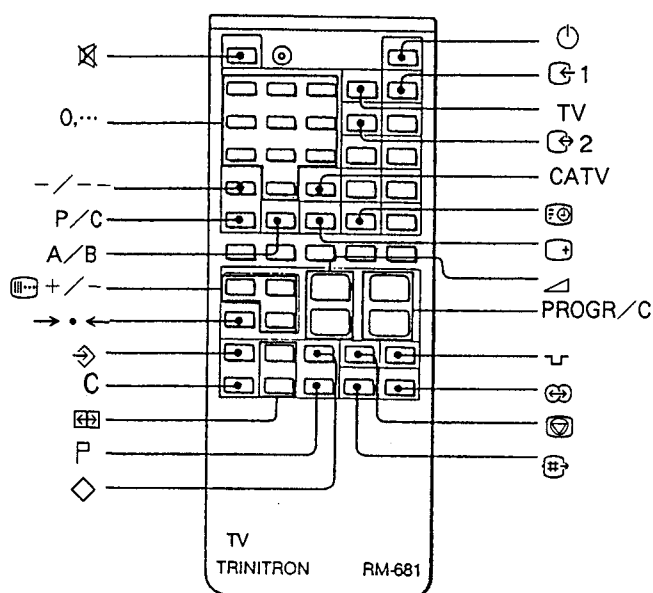 1
0,···
TV
2
-/--
CATV
P/C
A/B
+/-
PROGR/C
→・←
C
P
TV
TRINITRON RM-681